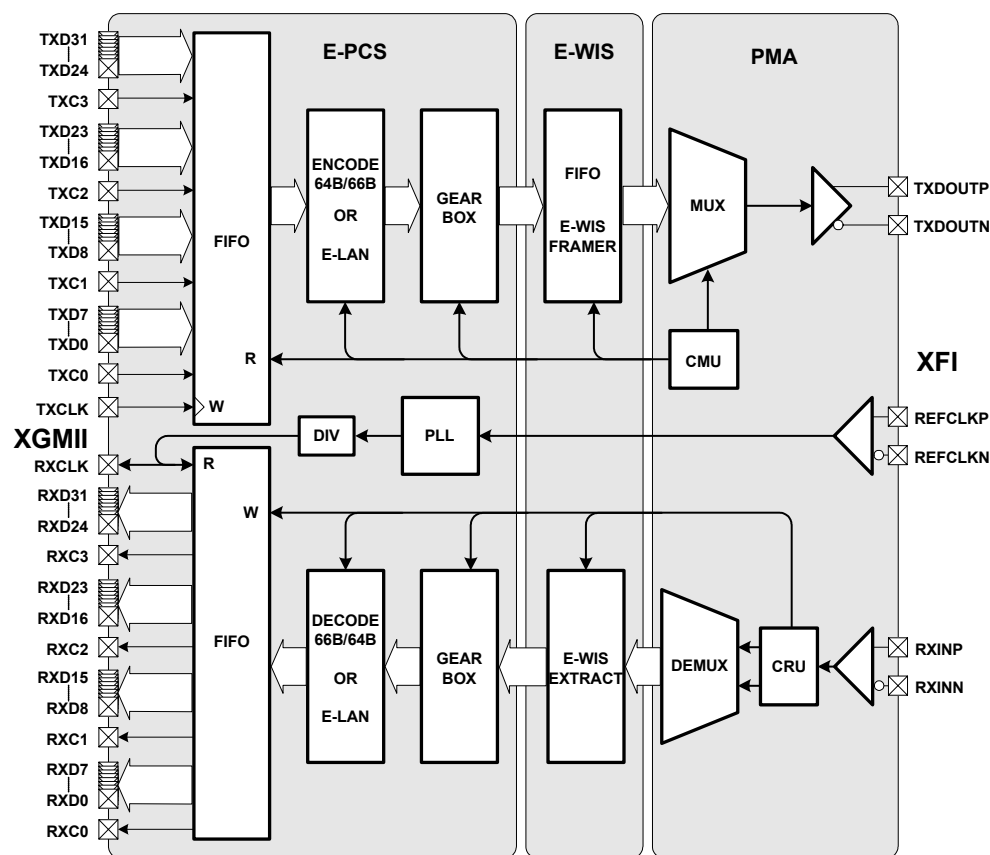 E-PCS
E-WIS
PMA
TXD31
TXD24
TXC3
TXD23
TXD16
TXC2
TXD15
TXD8
TXC1
TXD7
TXD0
TXC0
TXCLK
XGMII
RXCLK
RXD31
RXD24
RXC3
RXD23
RXD16
RXC2
RXD15
RXD8
RXC1
RXD7
RXD0
RXC0
FIFO
R
W
ENCODE
64B/66B
OR
E-LAN
GEAR
BOX
FIFO
E-WIS
FRAMER
MUX
CMU
TXDOUTP
TXDOUTN
XFI
DIV
PLL
REFCLKP
REFCLKN
R
W
FIFO
DECODE
66B/64B
OR
E-LAN
GEAR
BOX
E-WIS
EXTRACT
DEMUX
CRU
RXINP
RXINN